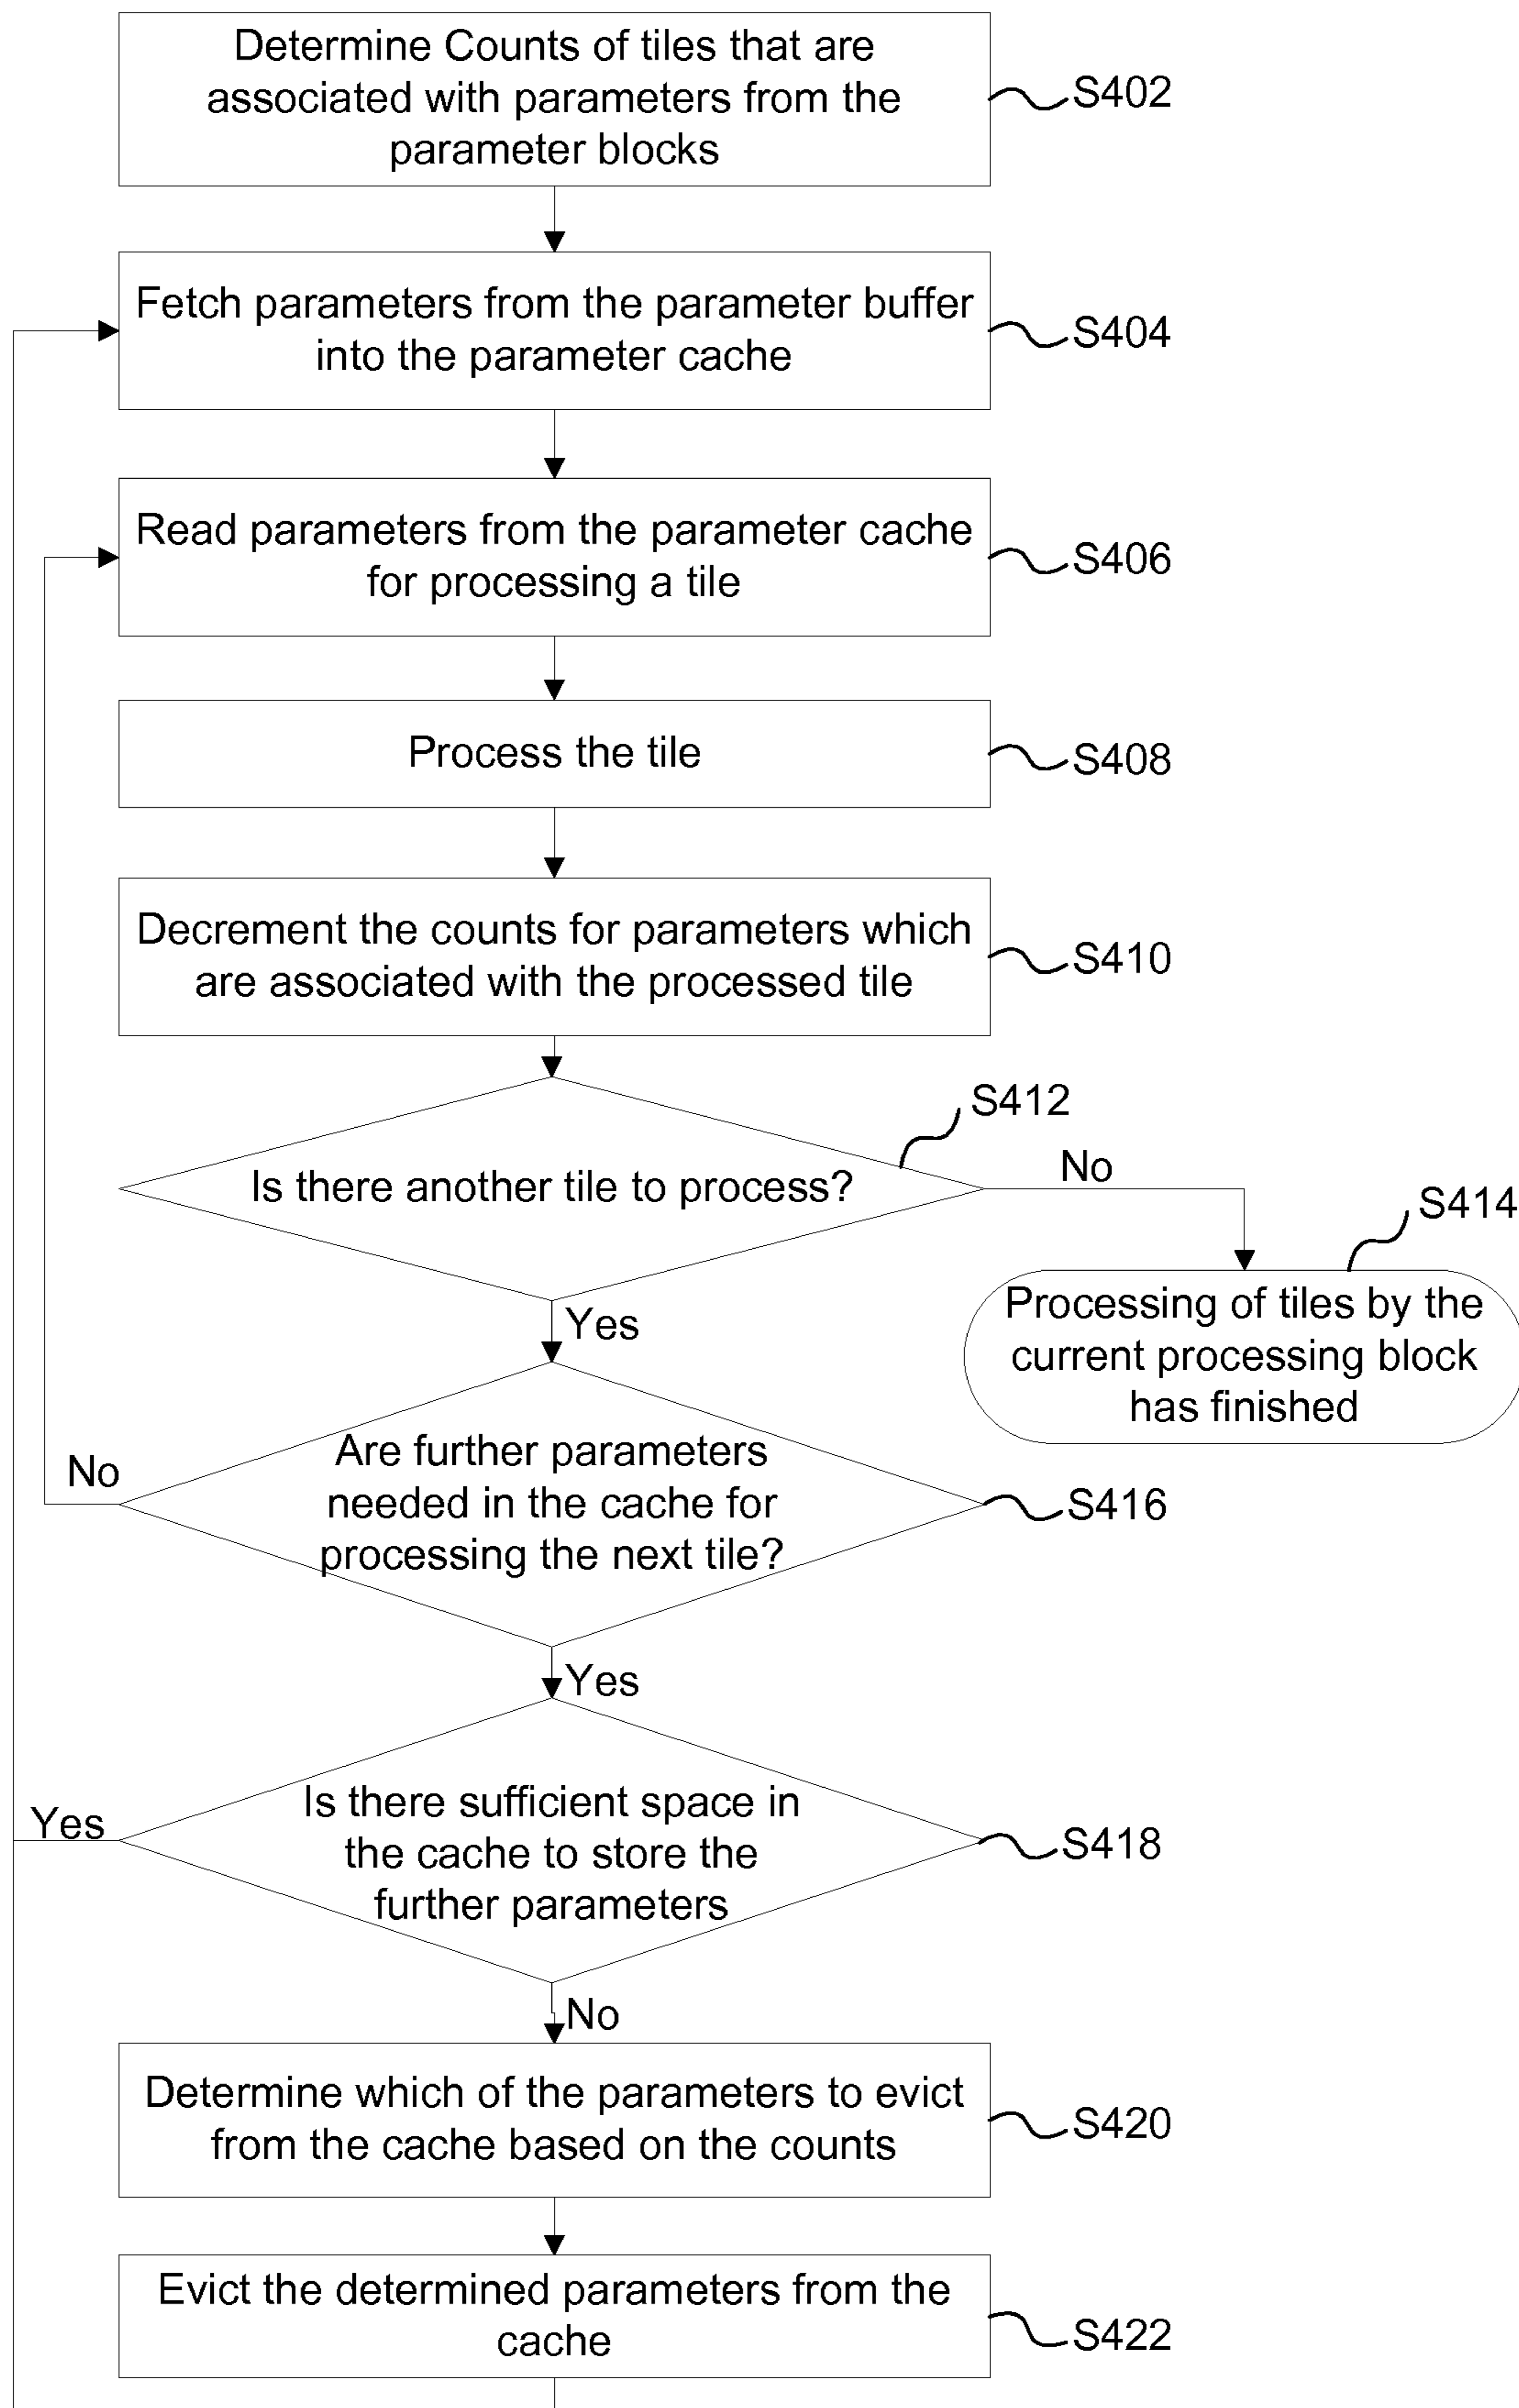 Determine Counts of tiles that are
associated with parameters from the
parameter blocks
S402
Fetch parameters from the parameter buffer
into the parameter cache
S404
Read parameters from the parameter cache
for processing a tile
S406
Process the tile
S408
Decrement the counts for parameters which
are associated with the processed tile
S410
S412
Is there another tile to process?
No
S414
Processing of tiles by the
current processing block
has finished
Yes
Are further parameters
needed in the cache for
processing the next tile?
No
S416
Yes
Is there sufficient space in
the cache to store the
further parameters
Yes
S418
No
Determine which of the parameters to evict
from the cache based on the counts
S420
Evict the determined parameters from the
cache
S422